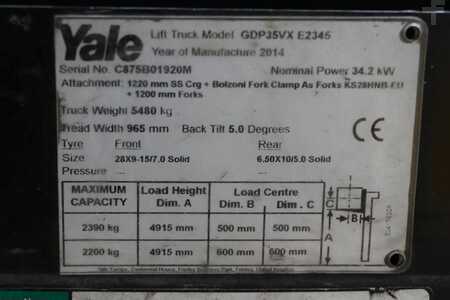 Yale
Lift Truck Model GDP35VX E2345
Year of Manufacture 2014
Serial No. C875B01920M Nominal Power 34.2 kW
Attachment: 1220 mm SS Crg + Bolzoni Fork Clamp As Forks KS28HNB-EU
+ 1200 mm Forks
Truck Weight 5480 kg
Tread Width 965 mm Back Tilt 5.0 Degrees
CE
Tyre Front Rear
Size 28X9-15/7.0 Solid 6.50X10/5.0 Solid
Pressure ... ...
MAXIMUM CAPACITY Load Height Dim. A Load Centre Dim. B Dim. C
2390 kg 4915 mm 500 mm 500 mm
2200 kg 4915 mm 600 mm 600 mm
C
B
A